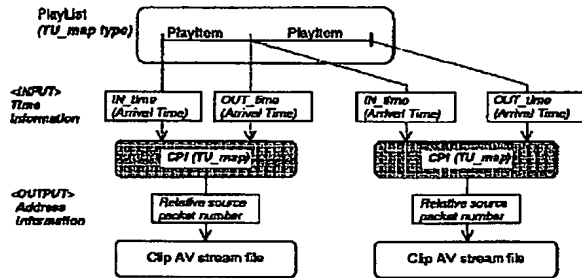 PlayList
(TU_map type)
PlayItem PlayItem
<INPUT>
Time
Information
IN_time
(Arrival Time)
OUT_time
(Arrival Time)
IN_time
(Arrival Time)
OUT_time
(Arrival Time)
CPI (TU_map)
CPI (TU_map)
<OUTPUT>
Address
Information
Relative source
packet number
Relative source
packet number
Clip AV stream file
Clip AV stream file